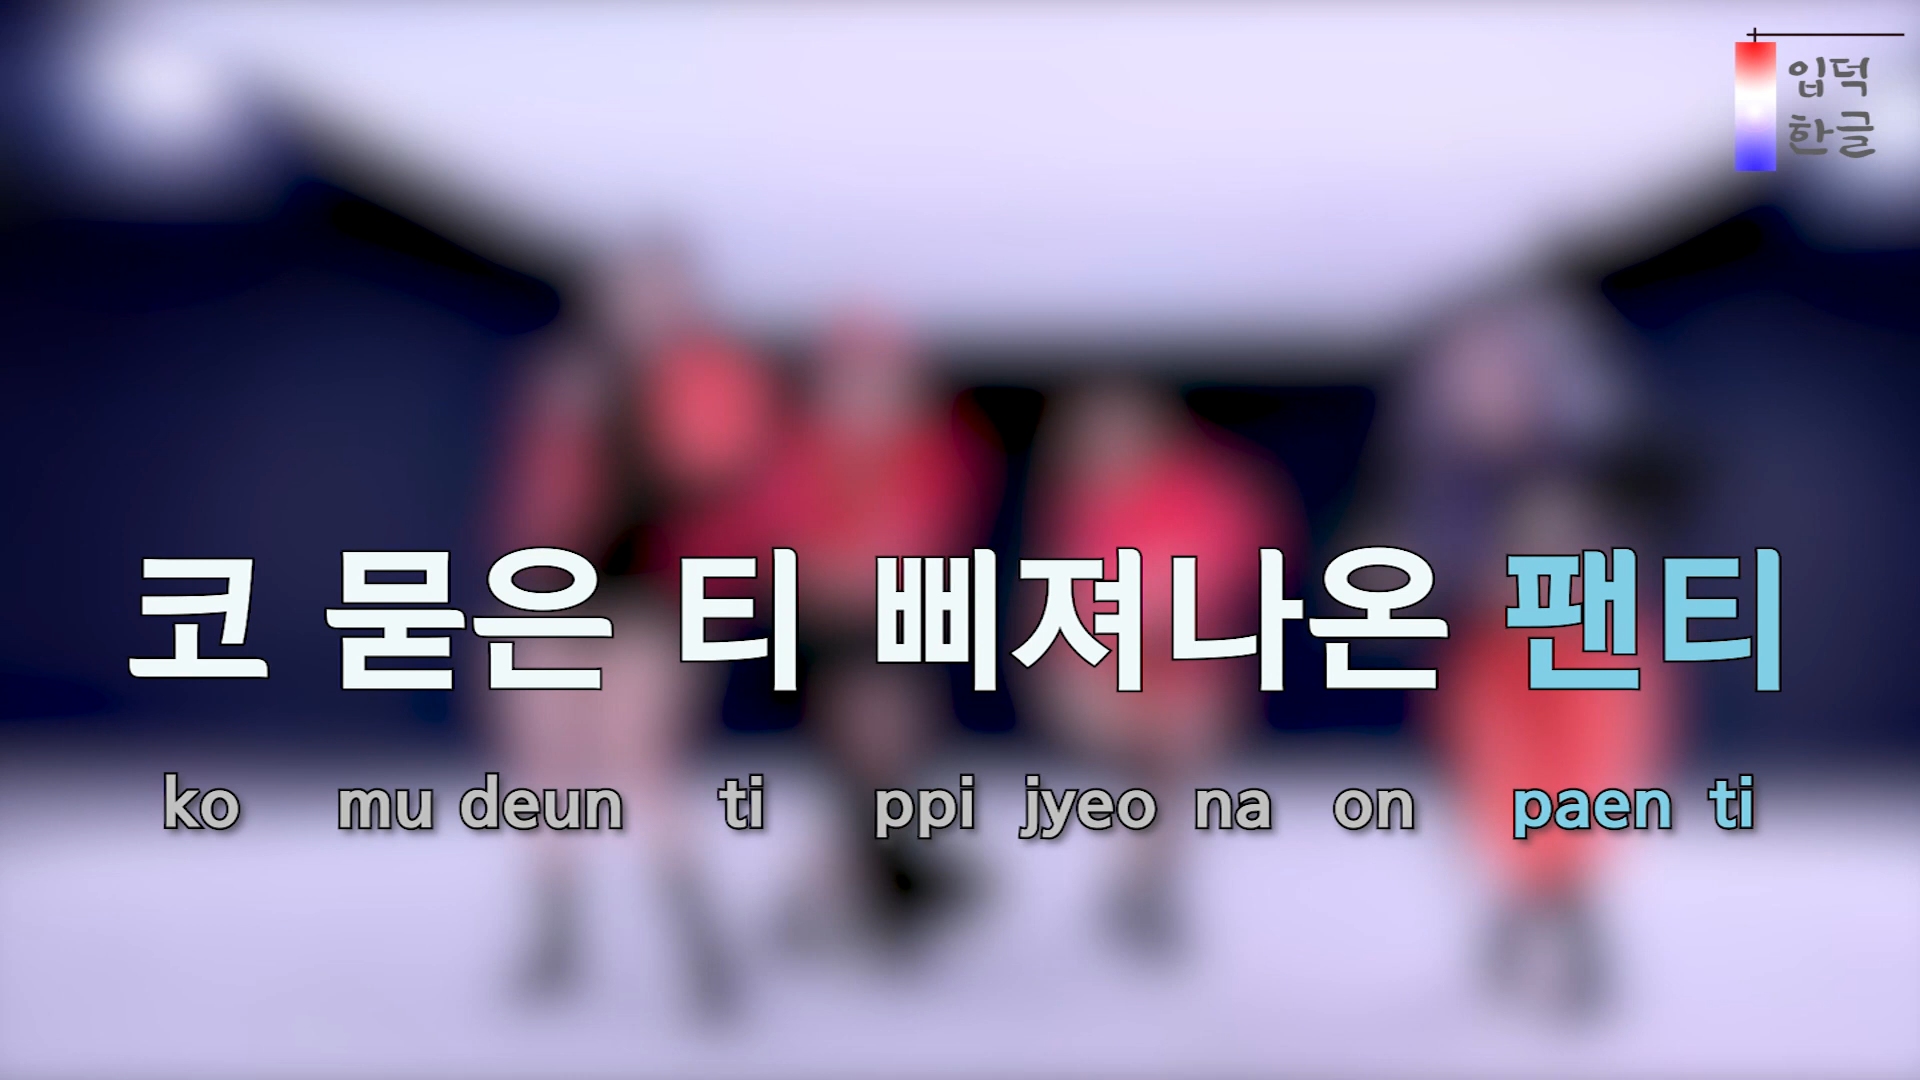 입덕
한글
코 묻은 티 삐져나온 팬티
ko mu deun ti ppi jyeo na on paen ti